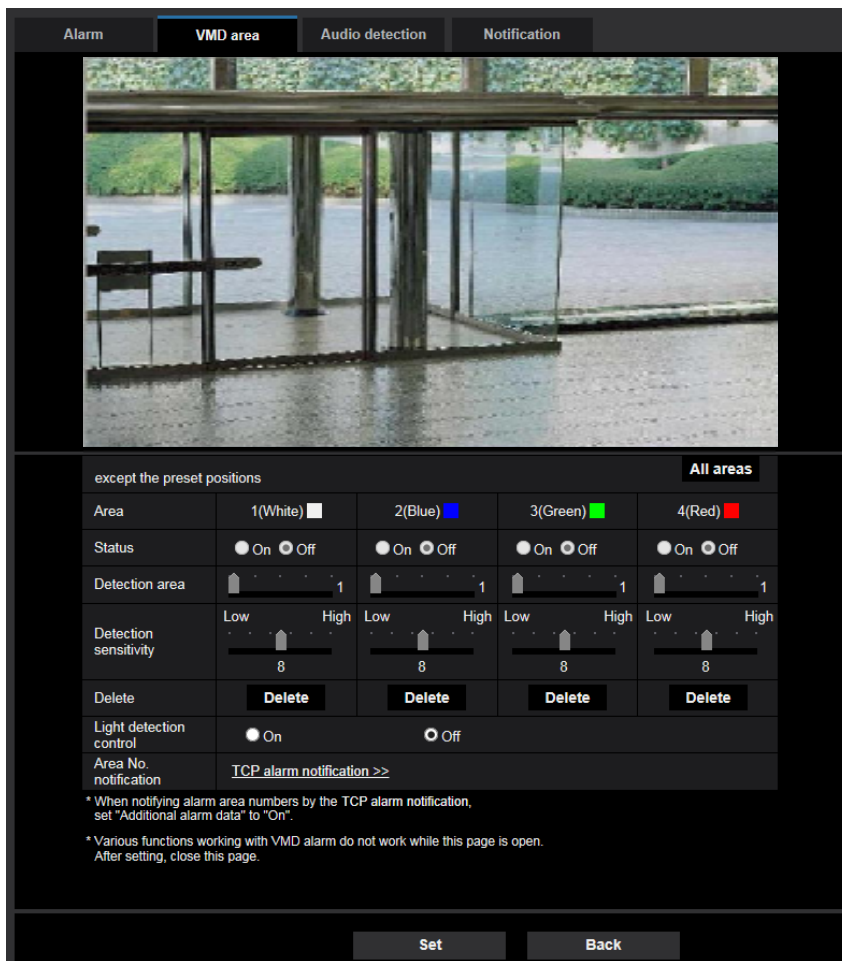 Alarm VMD area Audio detection Notification
except the preset positions All areas
Area 1(White) 2(Blue) 3(Green) 4(Red)
Status On Off On Off On Off On Off
Detection area 1 1 1 1
Detection sensitivity Low High Low High Low High Low High
8 8 8 8
Delete Delete Delete Delete Delete
Light detection control On Off
Area No. notification TCP alarm notification >>
* When notifying alarm area numbers by the TCP alarm notification,
set "Additional alarm data" to "On".
* Various functions working with VMD alarm do not work while this page is open.
After setting, close this page.
Set Back